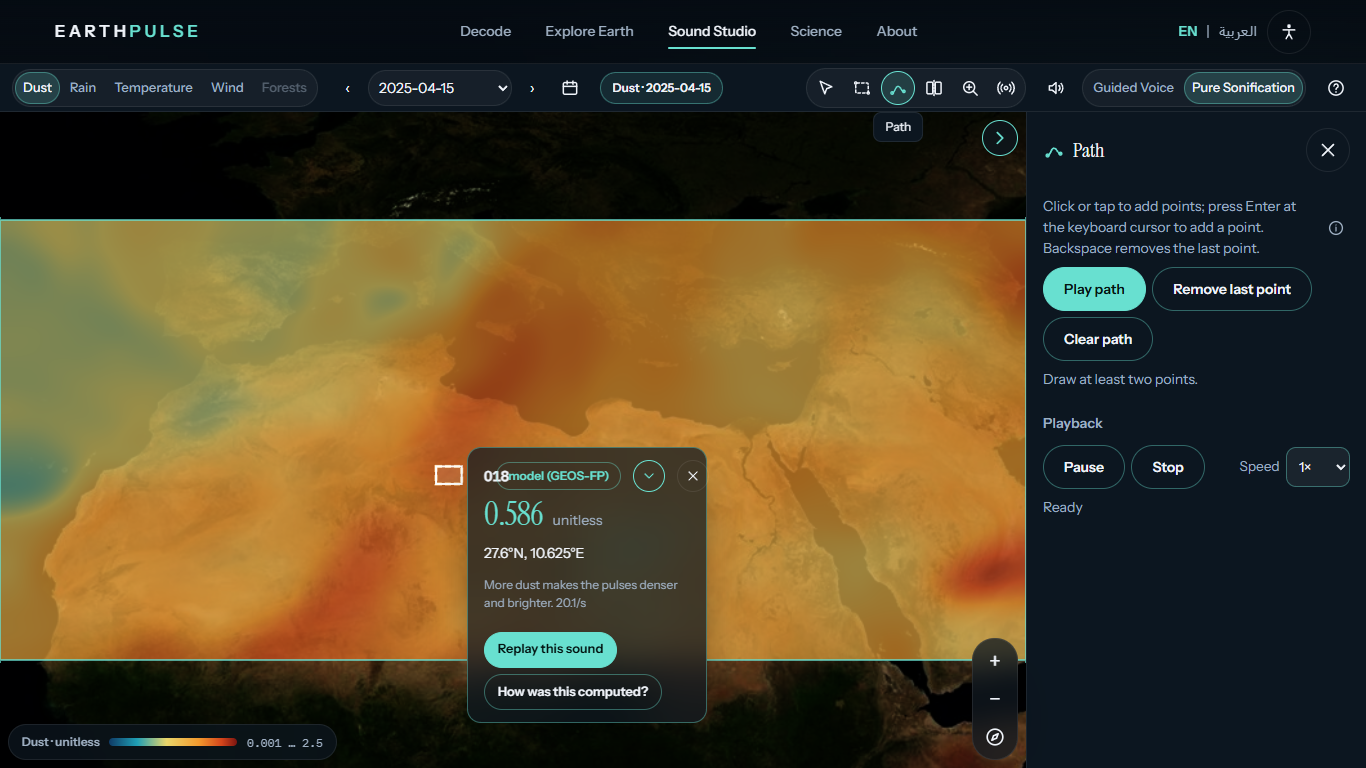 EARTHPULSE
Decode
Explore Earth
Sound Studio
Science
About
EN | العربية
Dust
Rain
Temperature
Wind
Forests
‹
2025-04-15
›
Dust·2025-04-15
Guided Voice
Pure Sonification
Path
Path
Click or tap to add points; press Enter at
the keyboard cursor to add a point.
Backspace removes the last point.
Play path
Remove last point
Clear path
Draw at least two points.
Playback
Pause
Stop
Speed
1×
Ready
018
model (GEOS-FP)
0.586 unitless
27.6°N, 10.625°E
More dust makes the pulses denser
and brighter. 20.1/s
Replay this sound
How was this computed?
+
−
Dust·unitless
0.001 … 2.5